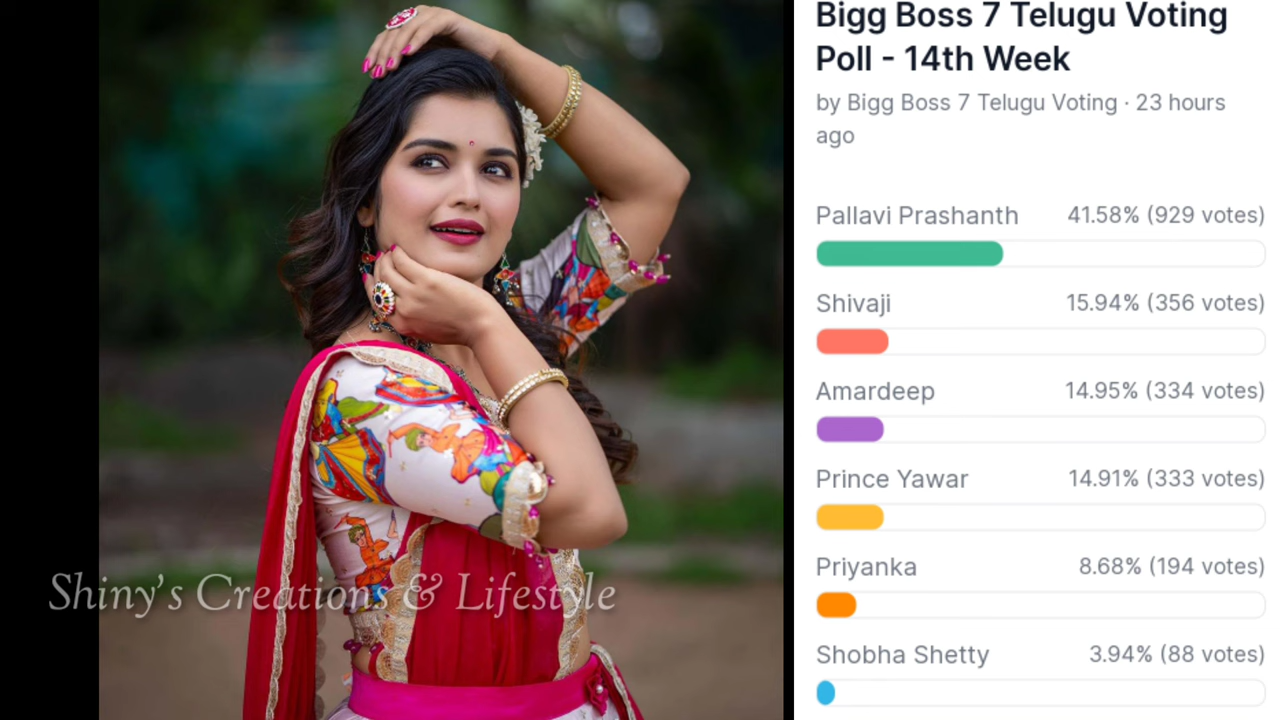 Shiny's Creations & Lifestyle
Bigg Boss 7 Telugu Voting
Poll - 14th Week
by Bigg Boss 7 Telugu Voting · 23 hours
ago
Pallavi Prashanth 41.58% (929 votes)
Shivaji 15.94% (356 votes)
Amardeep 14.95% (334 votes)
Prince Yawar 14.91% (333 votes)
Priyanka 8.68% (194 votes)
Shobha Shetty 3.94% (88 votes)